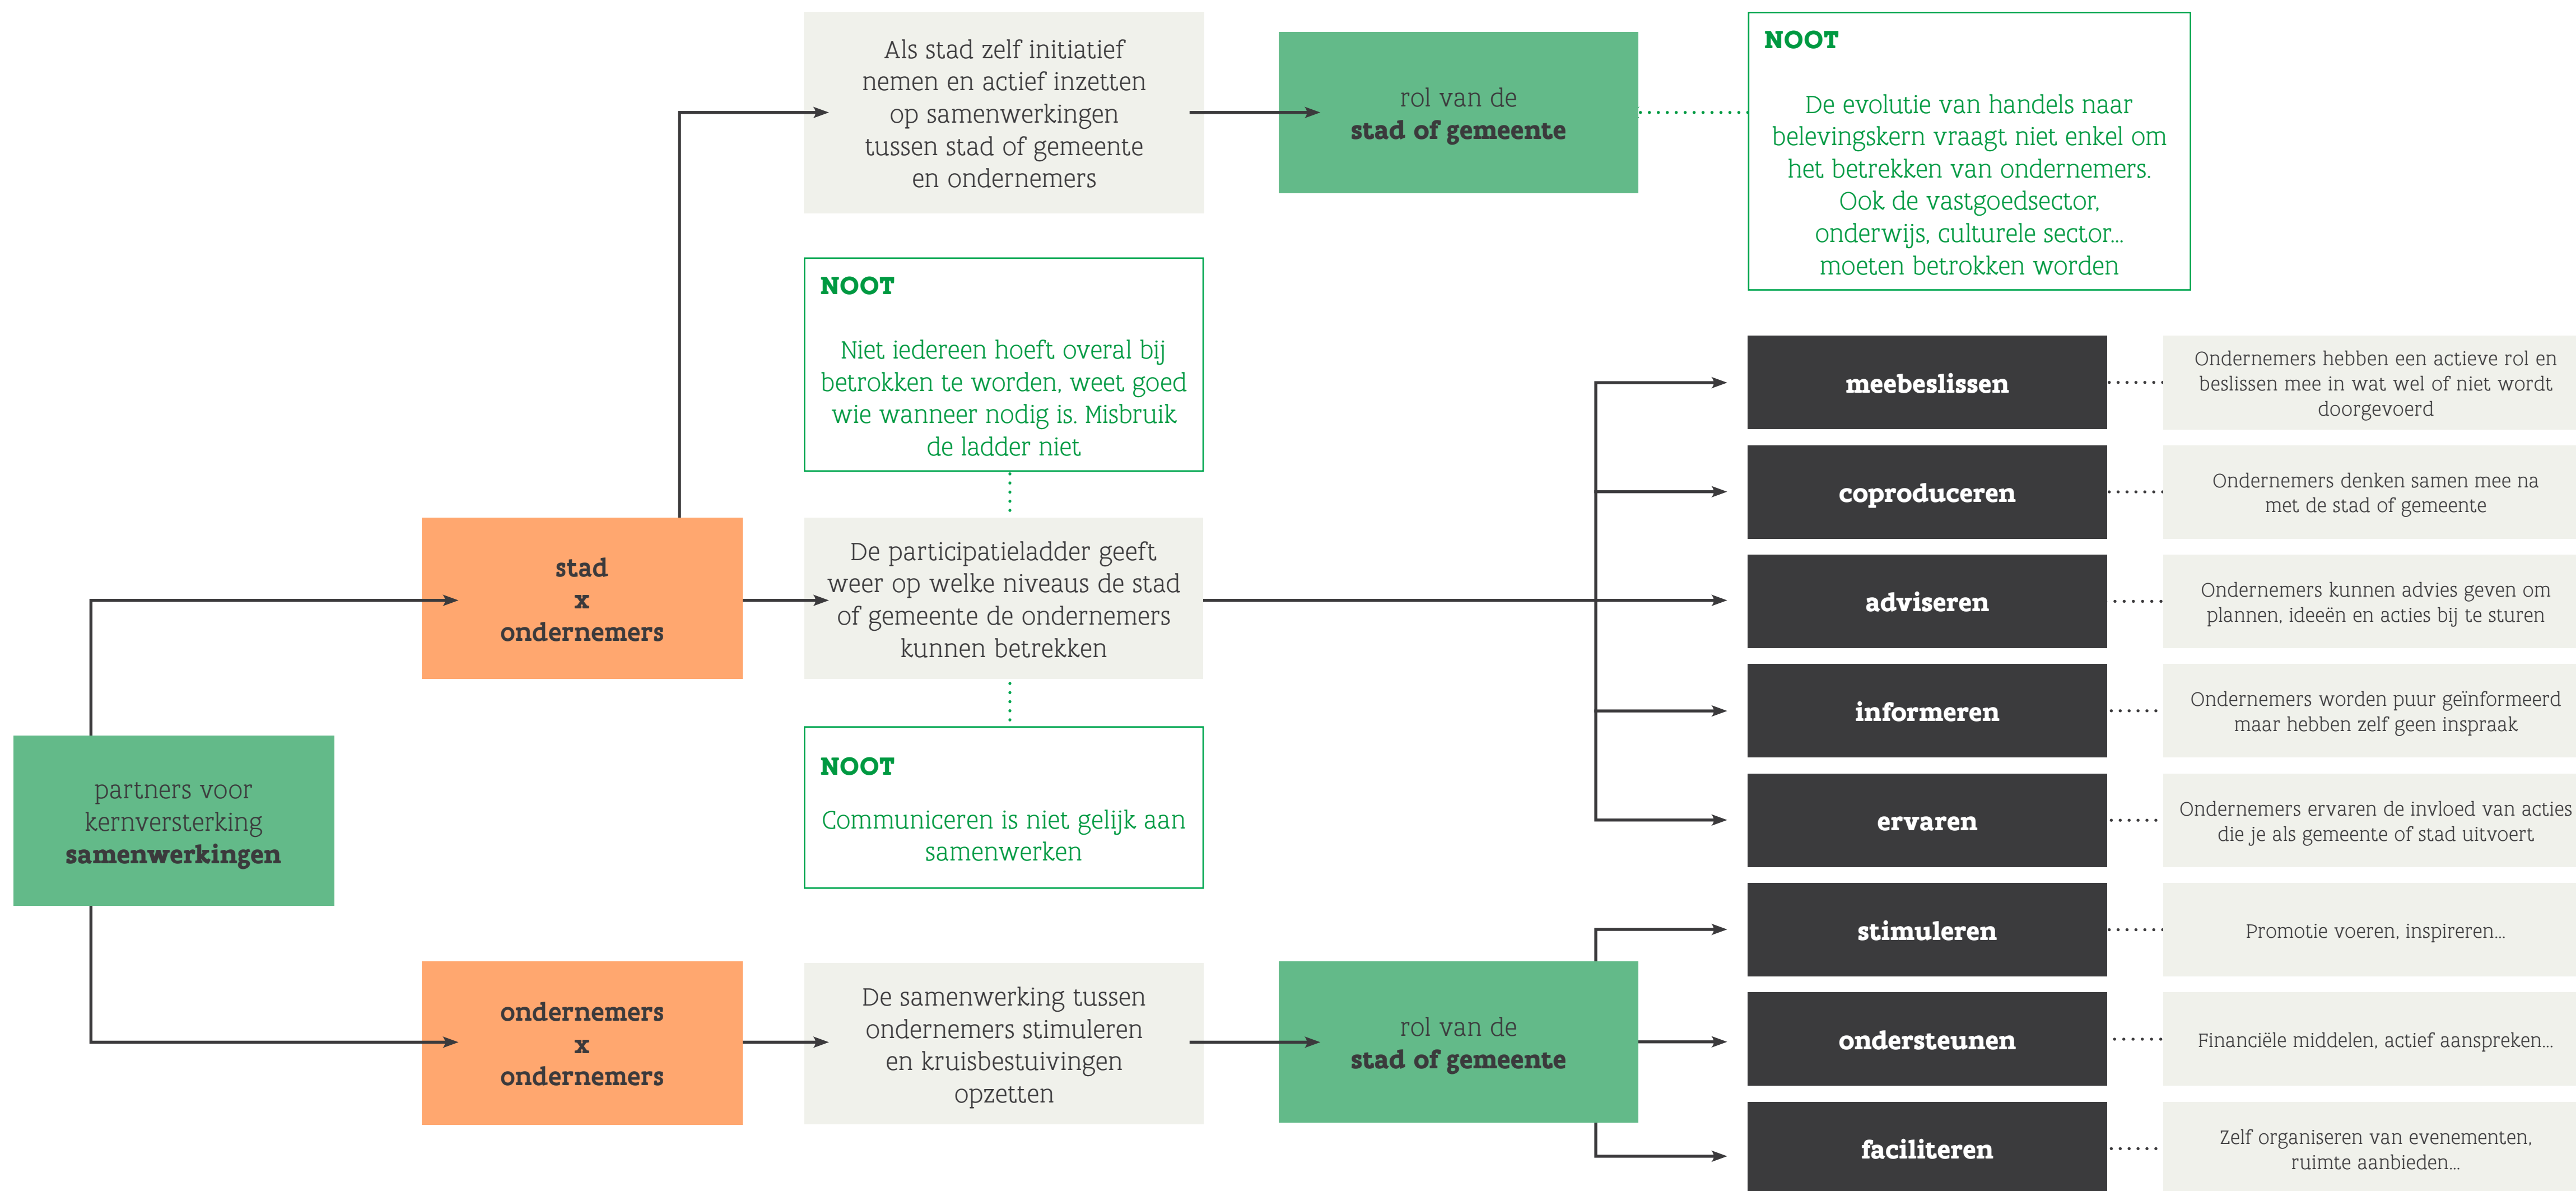 Als stad zelf initiatief
nemen en actief inzetten
op samenwerkingen
tussen stad of gemeente
en ondernemers
rol van de
stad of gemeente
NOOT
De evolutie van handels naar
belevingskern vraagt niet enkel om
het betrekken van ondernemers.
Ook de vastgoedsector,
onderwijs, culturele sector...
moeten betrokken worden
NOOT
Niet iedereen hoeft overal bij
betrokken te worden, weet goed
wie wanneer nodig is. Misbruik
de ladder niet
stad
x
ondernemers
De participatieladder geeft
weer op welke niveaus de stad
of gemeente de ondernemers
kunnen betrekken
NOOT
Communiceren is niet gelijk aan
samenwerken
meebeslissen
Ondernemers hebben een actieve rol en
beslissen mee in wat wel of niet wordt
doorgevoerd
coproduceren
Ondernemers denken samen mee na
met de stad of gemeente
adviseren
Ondernemers kunnen advies geven om
plannen, ideeën en acties bij te sturen
informeren
Ondernemers worden puur geïnformeerd
maar hebben zelf geen inspraak
ervaren
Ondernemers ervaren de invloed van acties
die je als gemeente of stad uitvoert
partners voor
kernversterking
samenwerkingen
ondernemers
x
ondernemers
De samenwerking tussen
ondernemers stimuleren
en kruisbestuivingen
opzetten
rol van de
stad of gemeente
stimuleren
Promotie voeren, inspireren...
ondersteunen
Financiële middelen, actief aanspreken...
faciliteren
Zelf organiseren van evenementen,
ruimte aanbieden...